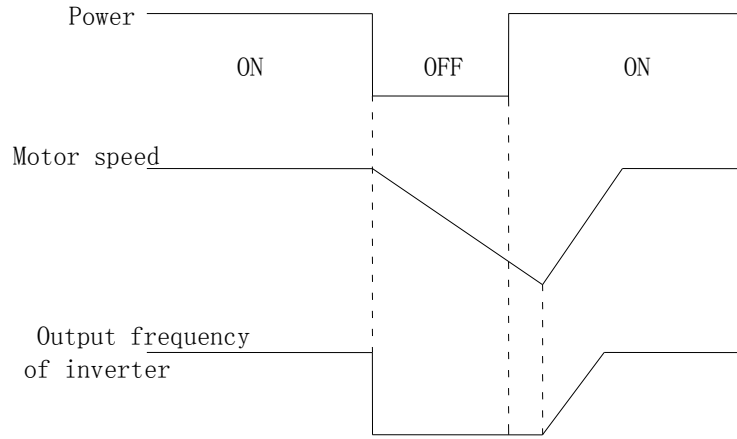 Power
ON
OFF
ON
Motor speed
Output frequency
of inverter